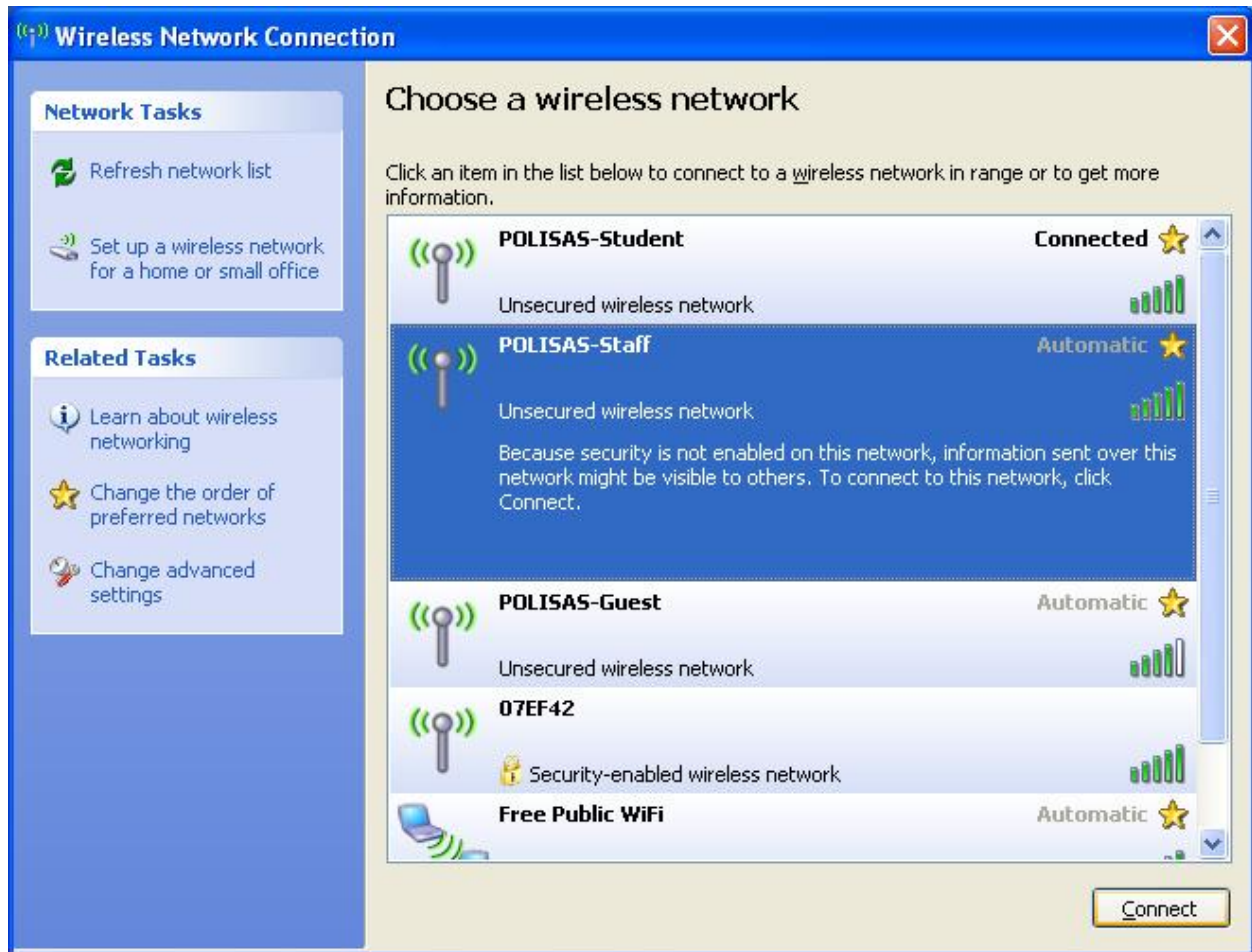 Wireless Network Connection
Network Tasks
Refresh network list
Set up a wireless network
for a home or small office
Related Tasks
Learn about wireless
networking
Change the order of
preferred networks
Change advanced
settings
Choose a wireless network
Click an item in the list below to connect to a wireless network in range or to get more
information.
POLISAS-Student Connected
Unsecured wireless network
POLISAS-Staff Automatic
Unsecured wireless network
Because security is not enabled on this network, information sent over this
network might be visible to others. To connect to this network, click
Connect.
POLISAS-Guest Automatic
Unsecured wireless network
07EF42
Security-enabled wireless network
Free Public WiFi Automatic
Connect